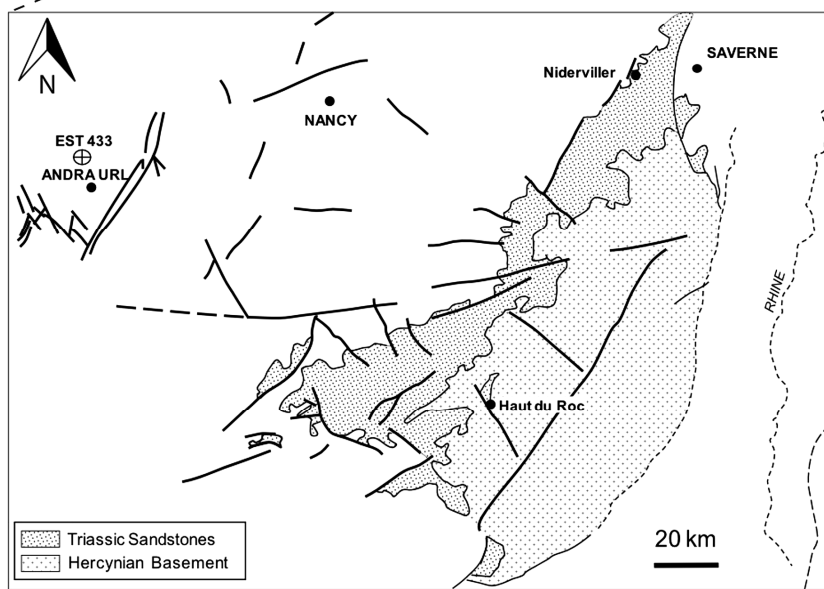 N
SAVERNE
Niderviller
NANCY
EST 433
ANDRA URL
RHINE
Haut du Roc
Triassic Sandstones
Hercynian Basement
20 km